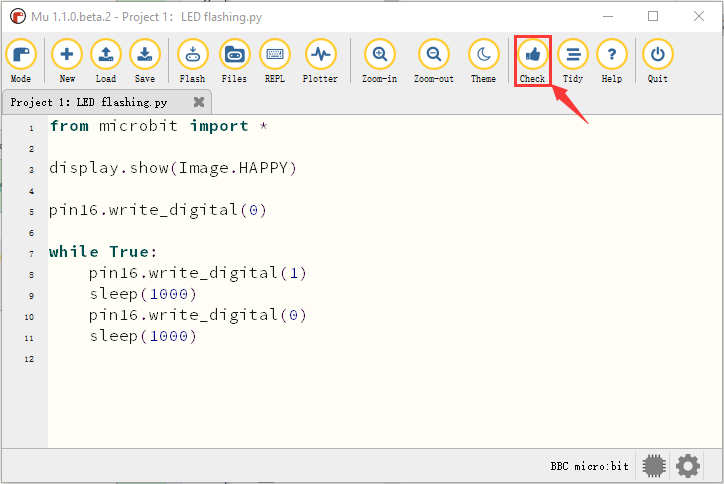 Mu 1.1.0.beta.2 - Project 1: LED flashing.py
Mode New Load Save Flash Files REPL Plotter Zoom-in Zoom-out Theme Check Tidy Help Quit
Project 1: LED flashing.py
1 from microbit import *
2
3 display.show(Image.HAPPY)
4
5 pin16.write_digital(0)
6
7 while True:
8     pin16.write_digital(1)
9     sleep(1000)
10     pin16.write_digital(0)
11     sleep(1000)
12
BBC micro:bit